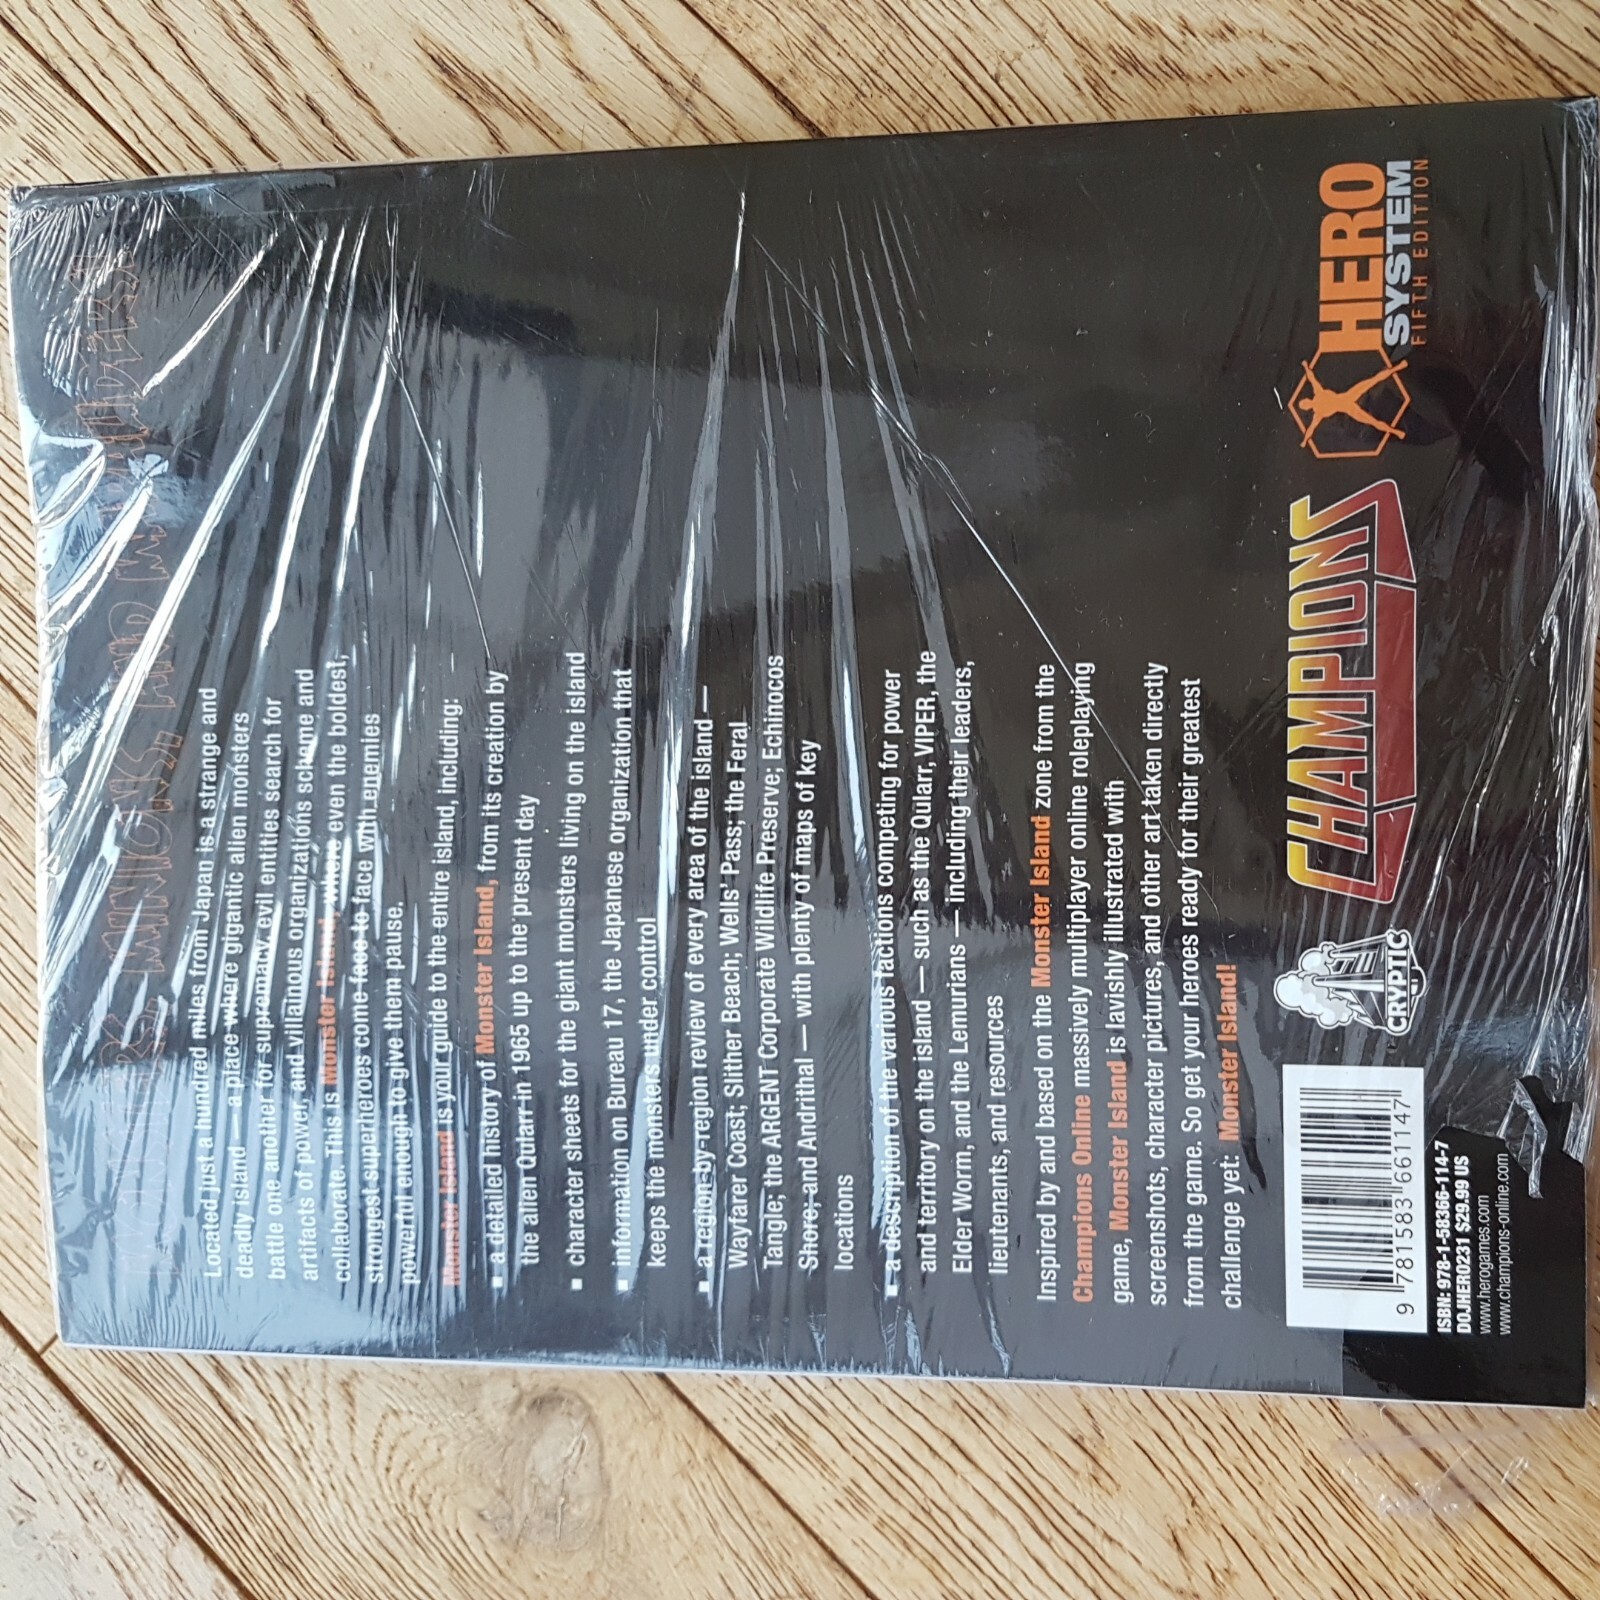 MONSTERS, MINIONS, AND MARAUDERS!
Located just a hundred miles from Japan is a strange and
deadly island — a place where gigantic alien monsters
battle one another for supremacy, evil entities search for
artifacts of power, and villainous organizations scheme and
collaborate. This is Monster Island, where even the boldest,
strongest superheroes come face to face with enemies
powerful enough to give them pause.
Monster Island is your guide to the entire island, including:
▪ a detailed history of Monster Island, from its creation by
the alien Qularr in 1965 up to the present day
▪ character sheets for the giant monsters living on the island
▪ information on Bureau 17, the Japanese organization that
keeps the monsters under control
▪ a region-by-region review of every area of the island —
Wayfarer Coast; Slither Beach; Wells' Pass; the Feral
Tangle; the ARGENT Corporate Wildlife Preserve; Echinocos
Shore; and Andrithal — with plenty of maps of key
locations
▪ a description of the various factions competing for power
and territory on the island — such as the Qularr, VIPER, the
Elder Worm, and the Lemurians — including their leaders,
lieutenants, and resources
Inspired by and based on the Monster Island zone from the
Champions Online massively multiplayer online roleplaying
game, Monster Island is lavishly illustrated with
screenshots, character pictures, and other art taken directly
from the game. So get your heroes ready for their greatest
challenge yet: Monster Island!
9 781583 661147
ISBN: 978-1-58366-114-7
DOJHERO231 $29.99 US
www.herogames.com
www.champions-online.com
CRYPTIC
CHAMPIONS
HERO
SYSTEM
FIFTH EDITION